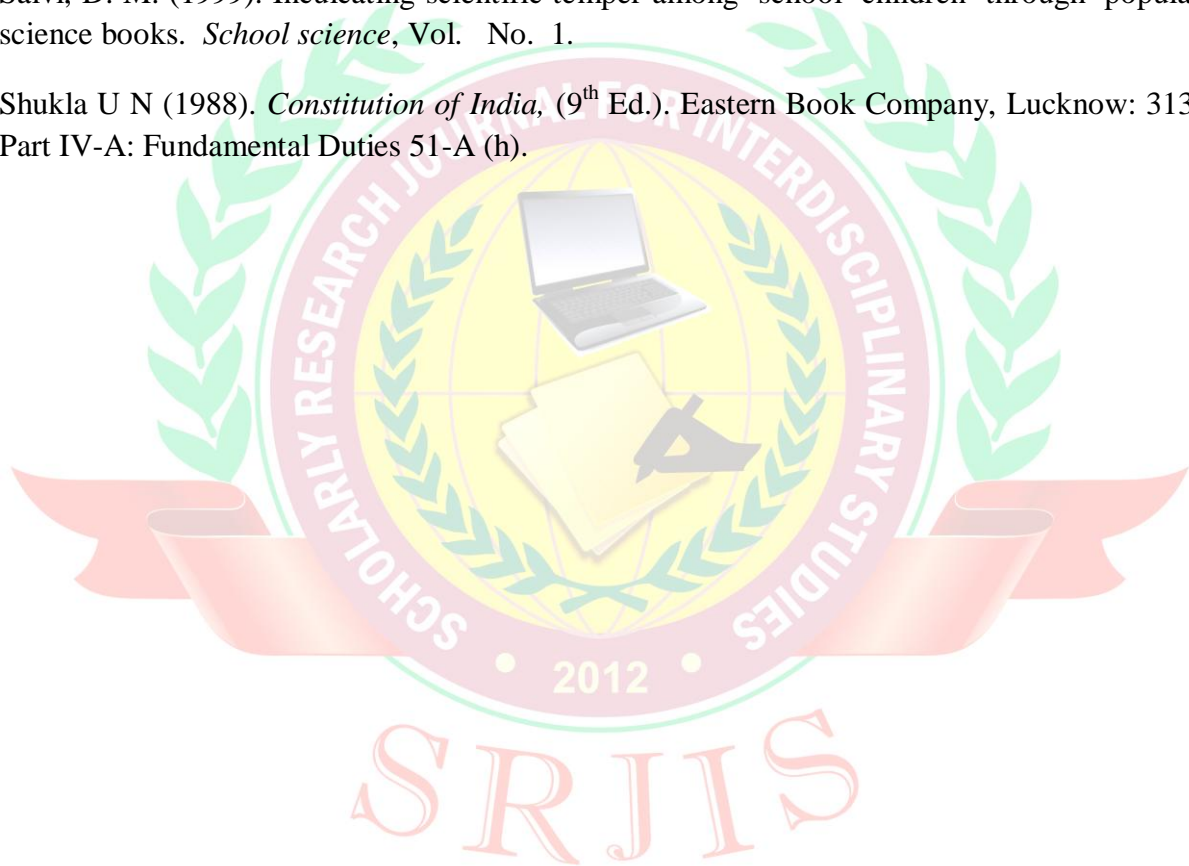 Salvi, D. M. (1999). Inculcating scientific temper among school children through popula
science books. School science, Vol. No. 1.
Shukla U N (1988). Constitution of India, (9th Ed.). Eastern Book Company, Lucknow: 313
Part IV-A: Fundamental Duties 51-A (h).
SCHOLARLY RESEARCH JOURNAL FOR INTERDISCIPLINARY STUDIES
• 2012 •
SRJIS